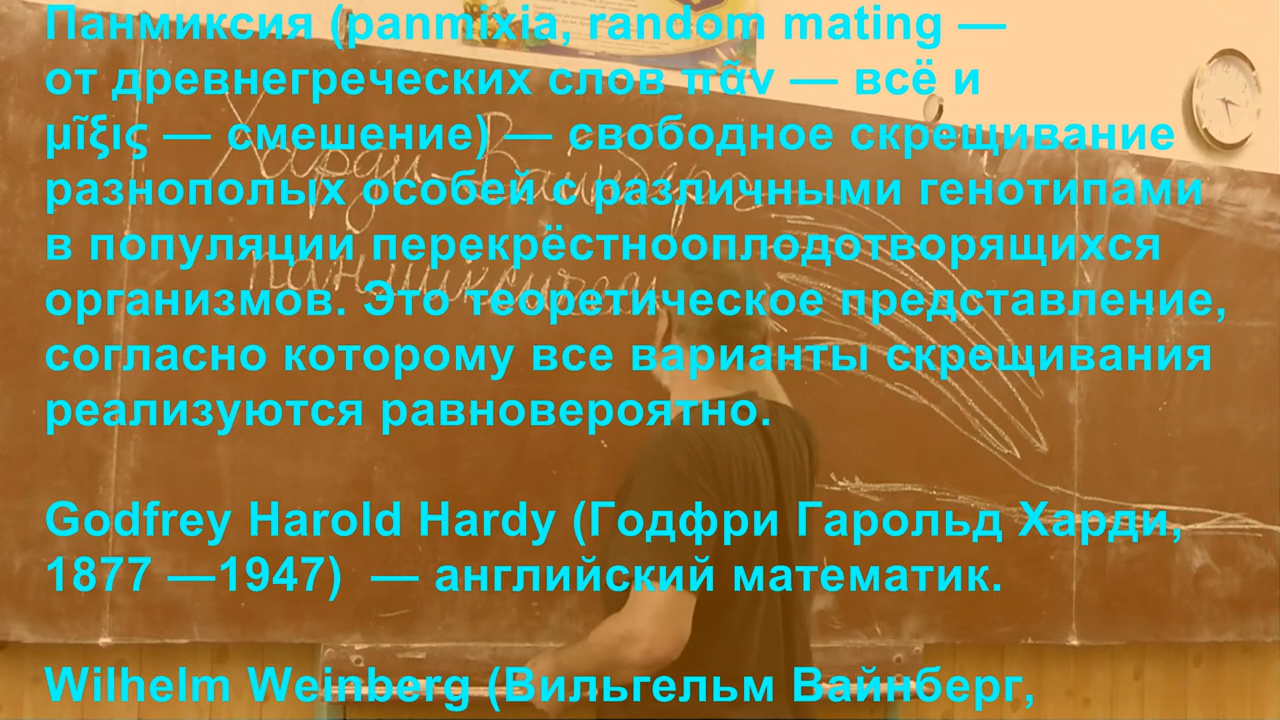 Панмиксия (panmixia, random mating —
от древнегреческих слов πᾶν — всё и
μῖξις — смешение) — свободное скрещивание
разнополых особей с различными генотипами
в популяции перекрёстнооплодотворящихся
организмов. Это теоретическое представление,
согласно которому все варианты скрещивания
реализуются равновероятно.
Godfrey Harold Hardy (Годфри Гарольд Харди,
1877 —1947) — английский математик.
Wilhelm Weinberg (Вильгельм Вайнберг,
Харди-Вайнберг